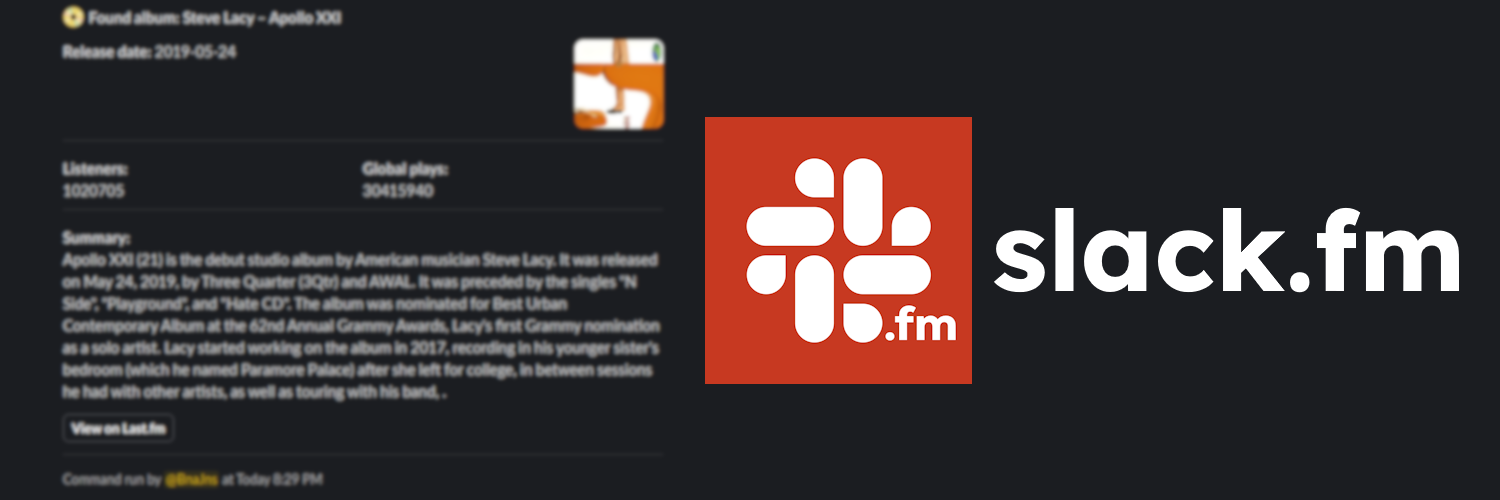 Found album: Steve Lacy – Apollo XXI
Release date: 2019-05-24
Listeners:
Global plays:
1020705
30415940
Summary:
Apollo XXI (21) is the debut studio album by American musician Steve Lacy. It was released
on May 24, 2019, by Three Quarter (3Qtr) and AWAL. It was preceded by the singles "N
Side", "Playground", and "Hate CD". The album was nominated for Best Urban
Contemporary Album at the 62nd Annual Grammy Awards, Lacy's first Grammy nomination
as a solo artist. Lacy started working on the album in 2017, recording in his younger sister's
bedroom (which he named Paramore Palace) after she left for college, in between sessions
he had with other artists, as well as touring with his band, .
View on Last.fm
Command run by @BnaJns at Today 8:29 PM
.fm
slack.fm